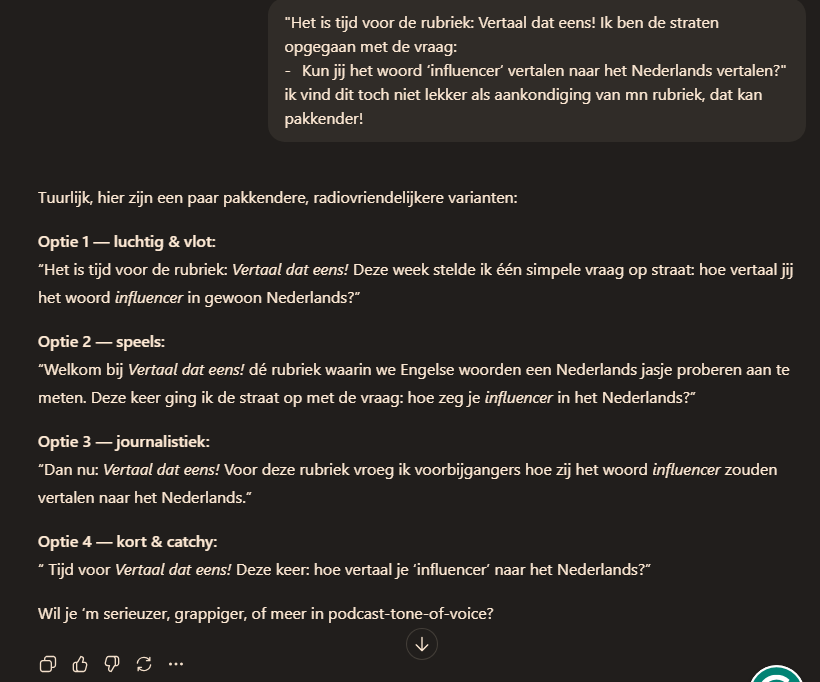 "Het is tijd voor de rubriek: Vertaal dat eens! Ik ben de straten
opgegaan met de vraag:
- Kun jij het woord ‘influencer’ vertalen naar het Nederlands vertalen?"
ik vind dit toch niet lekker als aankondiging van mn rubriek, dat kan
pakkender!
Tuurlijk, hier zijn een paar pakkendere, radiovriendelijkere varianten:
Optie 1 — luchtig & vlot:
“Het is tijd voor de rubriek: Vertaal dat eens! Deze week stelde ik één simpele vraag op straat: hoe vertaal jij
het woord influencer in gewoon Nederlands?”
Optie 2 — speels:
“Welkom bij Vertaal dat eens! dé rubriek waarin we Engelse woorden een Nederlands jasje proberen aan te
meten. Deze keer ging ik de straat op met de vraag: hoe zeg je influencer in het Nederlands?”
Optie 3 — journalistiek:
“Dan nu: Vertaal dat eens! Voor deze rubriek vroeg ik voorbijgangers hoe zij het woord influencer zouden
vertalen naar het Nederlands.”
Optie 4 — kort & catchy:
“ Tijd voor Vertaal dat eens! Deze keer: hoe vertaal je ‘influencer’ naar het Nederlands?”
Wil je ‘m serieuzer, grappiger, of meer in podcast-tone-of-voice?